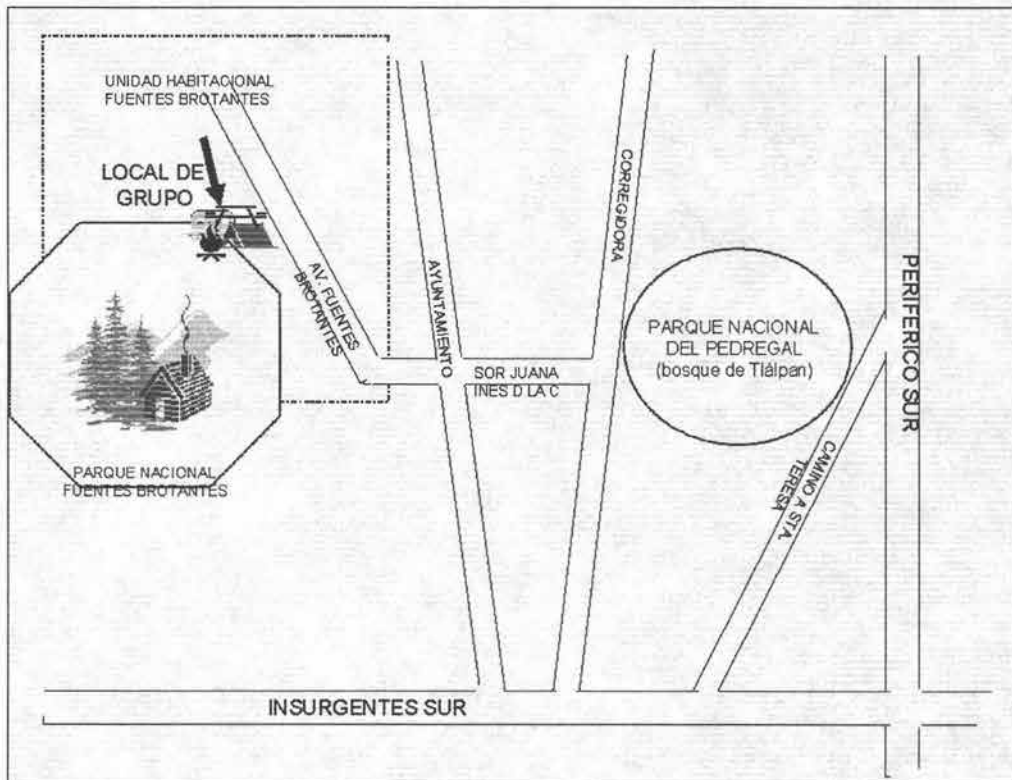 UNIDAD HABITACIONAL
FUENTES BROTANTES
LOCAL DE
GRUPO
AV. FUENTES
BROTANTES
AYUNTAMIENTO
CORREGIDORA
SOR JUANA
INES D LA C
PARQUE NACIONAL
DEL PEDREGAL
(bosque de Tlálpan)
PERIFERICO SUR
CAMINO A STA.
TERESA
PARQUE NACIONAL
FUENTES BROTANTES
INSURGENTES SUR